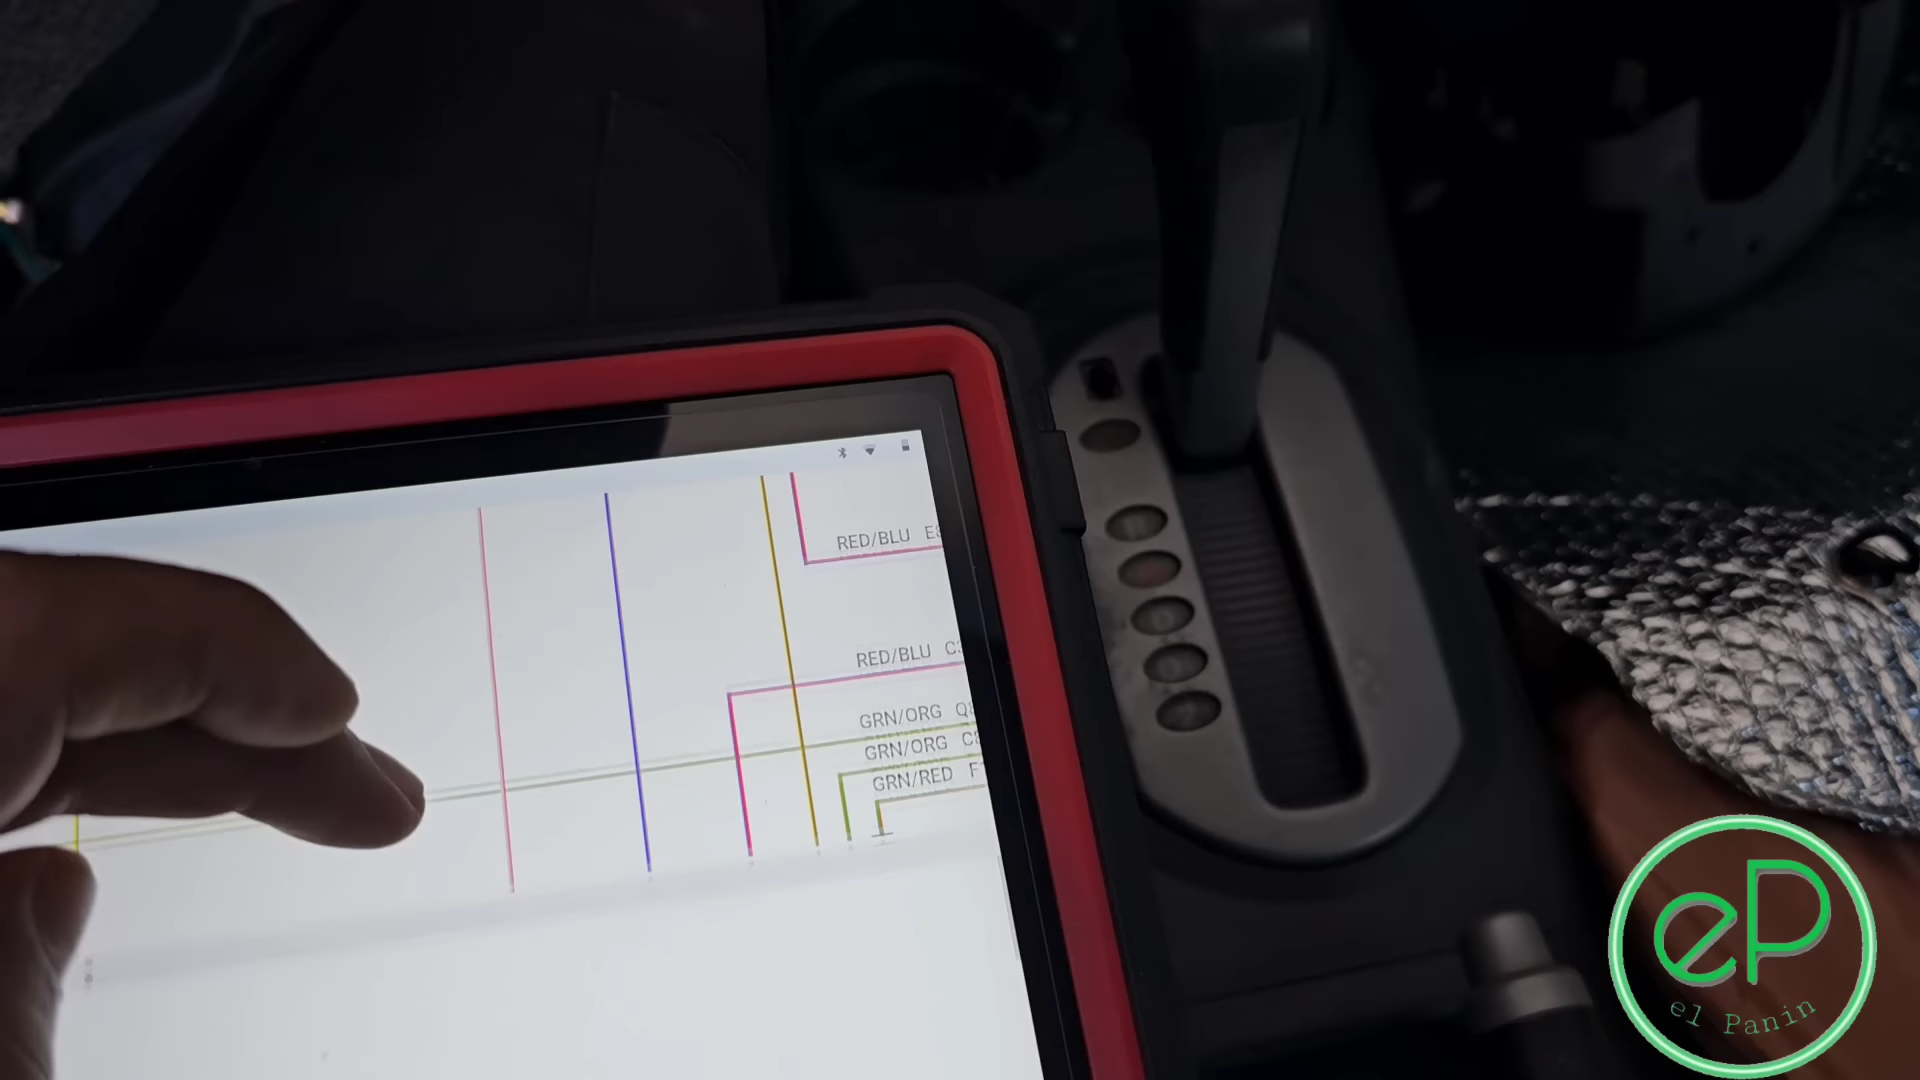 RED/BLU
RED/BLU
GRN/ORG
GRN/ORG
GRN/RED
eP
el Panin